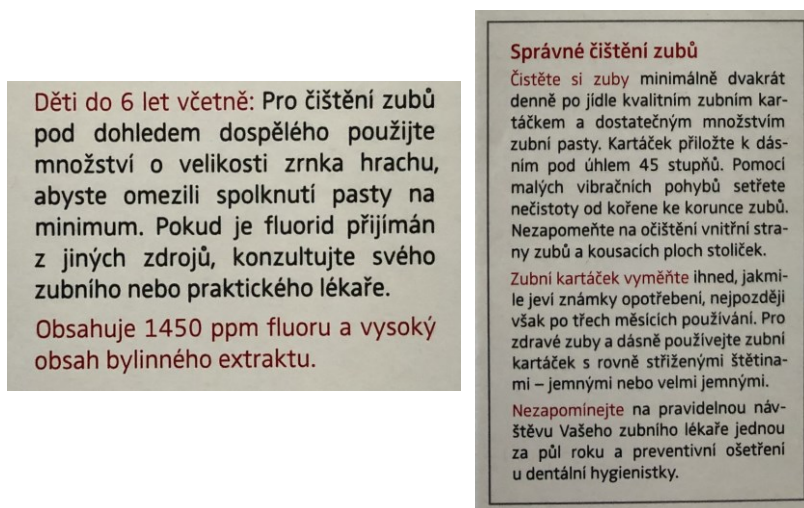 Děti do 6 let včetně: Pro čištění zubů
pod dohledem dospělého použijte
množství o velikosti zrnka hrachu,
abyste omezili spolknutí pasty na
minimum. Pokud je fluorid přijímán
z jiných zdrojů, konzultujte svého
zubního nebo praktického lékaře.
Obsahuje 1450 ppm fluoru a vysoký
obsah bylinného extraktu.
Správné čištění zubů
Čistěte si zuby minimálně dvakrát
denně po jídle kvalitním zubním kar-
táčkem a dostatečným množstvím
zubní pasty. Kartáček přiložte k dás-
ním pod úhlem 45 stupňů. Pomocí
malých vibračních pohybů setřete
nečistoty od kořene ke korunce zubů.
Nezapomeňte na očištění vnitřní stra-
ny zubů a kousacích ploch stoliček.
Zubní kartáček vyměňte ihned, jakmi-
le jeví známky opotřebení, nejpozději
však po třech měsících používání. Pro
zdravé zuby a dásně používejte zubní
kartáček s rovně střiženými štětina-
mi – jemnými nebo velmi jemnými.
Nezapomínejte na pravidelnou náv-
štěvu Vašeho zubního lékaře jednou
za půl roku a preventivní ošetření
u dentální hygienistky.